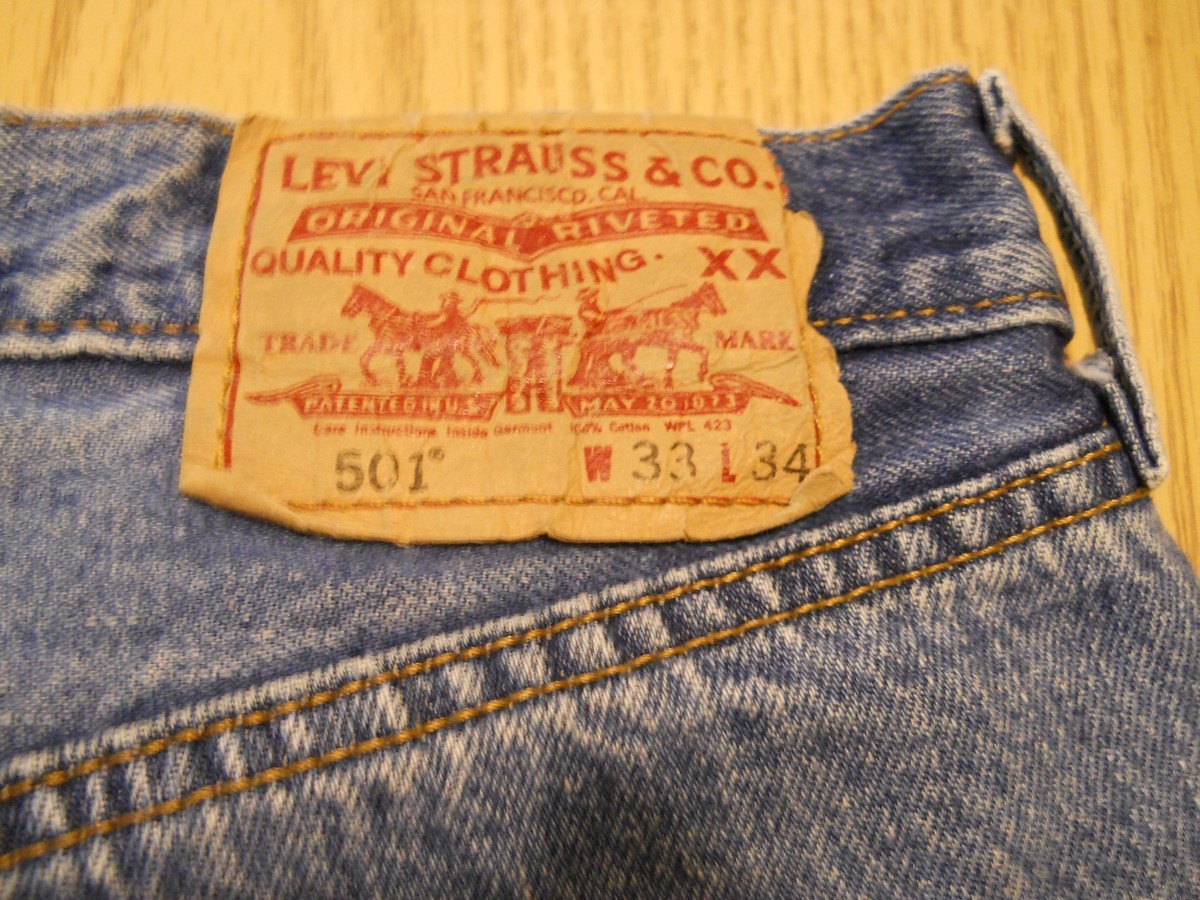 LEVI STRAUSS & CO.
SAN FRANCISCO, CAL.
ORIGINAL RIVETED
QUALITY CLOTHING. XX
TRADE MARK
PATENTED IN U.S. MAY 20 1873
Care Instructions Inside Garment 100% Cotton WPL 423
501® W 33 L 34